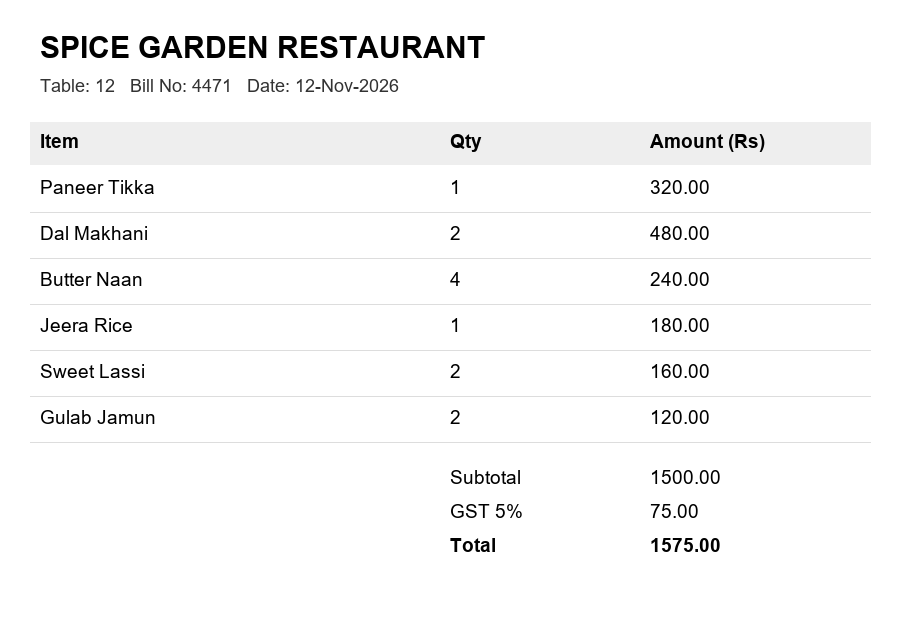 SPICE GARDEN RESTAURANT
Table: 12 Bill No: 4471 Date: 12-Nov-2026
Item Qty Amount (Rs)
Paneer Tikka 1 320.00
Dal Makhani 2 480.00
Butter Naan 4 240.00
Jeera Rice 1 180.00
Sweet Lassi 2 160.00
Gulab Jamun 2 120.00
Subtotal 1500.00
GST 5% 75.00
Total 1575.00